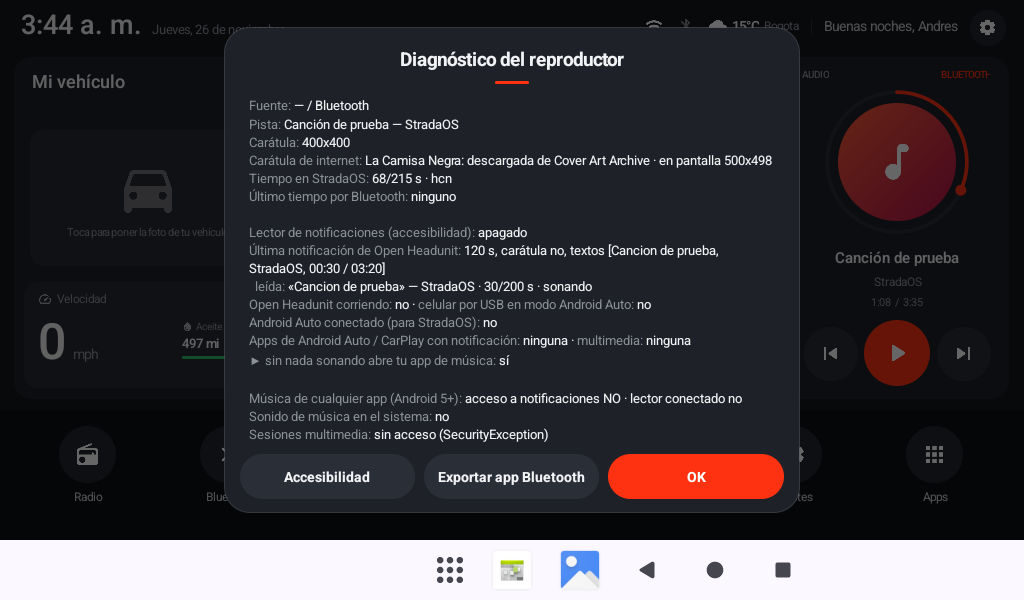 3:44 a. m.
Jueves, 26 de noviembre
15°C Bogota
Buenas noches, Andres
Mi vehículo
Toca para poner la foto de tu vehícul
Velocidad
0 mph
Aceite
497 mi
Diagnóstico del reproductor
Fuente: — / Bluetooth
Pista: Canción de prueba — StradaOS
Carátula: 400x400
Carátula de internet: La Camisa Negra: descargada de Cover Art Archive · en pantalla 500x498
Tiempo en StradaOS: 68/215 s · hcn
Último tiempo por Bluetooth: ninguno
Lector de notificaciones (accesibilidad): apagado
Última notificación de Open Headunit: 120 s, carátula no, textos [Cancion de prueba,
StradaOS, 00:30 / 03:20]
leída: «Cancion de prueba» — StradaOS · 30/200 s · sonando
Open Headunit corriendo: no · celular por USB en modo Android Auto: no
Android Auto conectado (para StradaOS): no
Apps de Android Auto / CarPlay con notificación: ninguna · multimedia: ninguna
► sin nada sonando abre tu app de música: sí
Música de cualquier app (Android 5+): acceso a notificaciones NO · lector conectado no
Sonido de música en el sistema: no
Sesiones multimedia: sin acceso (SecurityException)
Accesibilidad
Exportar app Bluetooth
OK
AUDIO
BLUETOOTH
Canción de prueba
StradaOS
1:08 / 3:35
Radio
Blue
tes
Apps